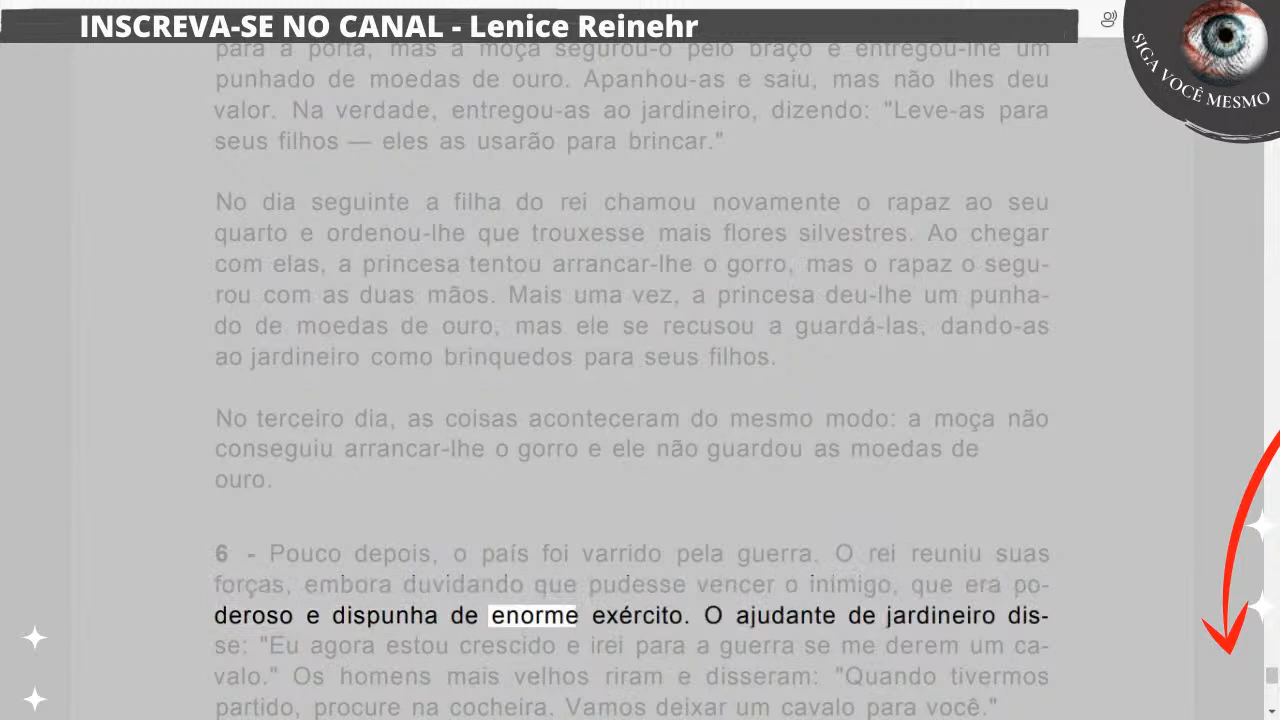 INSCREVA-SE NO CANAL - Lenice Reinehr
SIGA VOCÊ MESMO
para a porta, mas a moça segurou-o pelo braço e entregou-lhe um
punhado de moedas de ouro. Apanhou-as e saiu, mas não lhes deu
valor. Na verdade, entregou-as ao jardineiro, dizendo: "Leve-as para
seus filhos — eles as usarão para brincar."
No dia seguinte a filha do rei chamou novamente o rapaz ao seu
quarto e ordenou-lhe que trouxesse mais flores silvestres. Ao chegar
com elas, a princesa tentou arrancar-lhe o gorro, mas o rapaz o segu-
rou com as duas mãos. Mais uma vez, a princesa deu-lhe um punha-
do de moedas de ouro, mas ele se recusou a guardá-las, dando-as
ao jardineiro como brinquedos para seus filhos.
No terceiro dia, as coisas aconteceram do mesmo modo: a moça não
conseguiu arrancar-lhe o gorro e ele não guardou as moedas de
ouro.
6 - Pouco depois, o país foi varrido pela guerra. O rei reuniu suas
forças, embora duvidando que pudesse vencer o inimigo, que era po-
deroso e dispunha de enorme exército. O ajudante de jardineiro dis-
se: "Eu agora estou crescido e irei para a guerra se me derem um ca-
valo." Os homens mais velhos riram e disseram: "Quando tivermos
partido, procure na cocheira. Vamos deixar um cavalo para você."